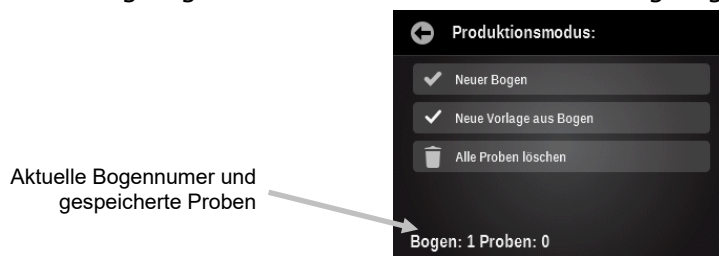 Produktionsmodus:
Neuer Bogen
Neue Vorlage aus Bogen
Alle Proben löschen
Aktuelle Bogennumer und
gespeicherte Proben
Bogen: 1 Proben: 0